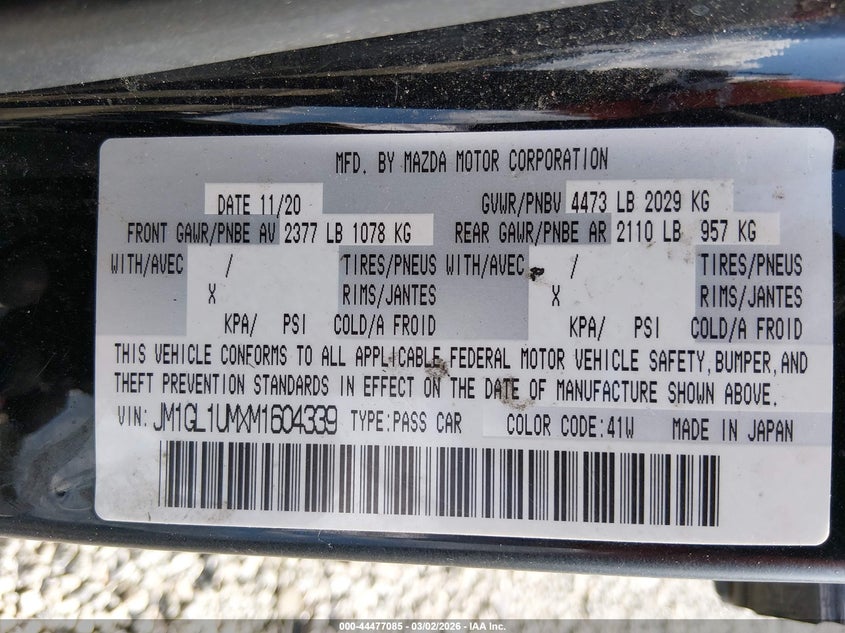 MFD. BY MAZDA MOTOR CORPORATION
DATE 11/20 GVWR/PNBV 4473 LB 2029 KG
FRONT GAWR/PNBE AV 2377 LB 1078 KG REAR GAWR/PNBE AR 2110 LB 957 KG
WITH/AVEC / TIRES/PNEUS WITH/AVEC / TIRES/PNEUS
X RIMS/JANTES X RIMS/JANTES
KPA/ PSI COLD/A FROID KPA/ PSI COLD/A FROID
THIS VEHICLE CONFORMS TO ALL APPLICABLE FEDERAL MOTOR VEHICLE SAFETY, BUMPER, AND
THEFT PREVENTION STANDARDS IN EFFECT ON THE DATE OF MANUFACTURE SHOWN ABOVE.
VIN: JM1GL1UMXM1604339 TYPE:PASS CAR COLOR CODE:41W MADE IN JAPAN
000-44477085 - 03/02/2026 - IAA Inc.